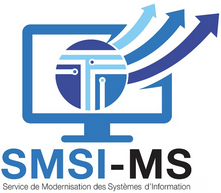 SMSI-MS
Service de Modernisation des Systèmes d'Information